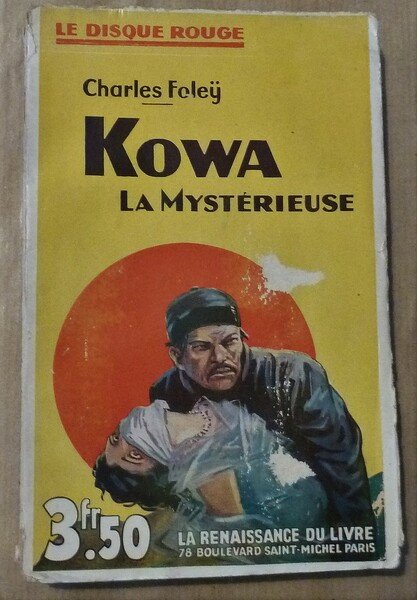 LE DISQUE ROUGE
Charles Foleÿ
KOWA
LA MYSTÉRIEUSE
3fr.50
LA RENAISSANCE DU LIVRE
78 BOULEVARD SAINT-MICHEL PARIS